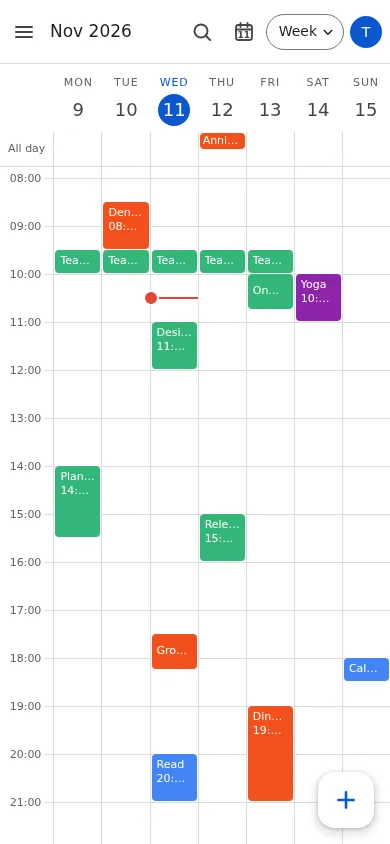 Nov 2026
11
Week
T
MON TUE WED THU FRI SAT SUN
9 10 11 12 13 14 15
All day
Anni…
08:00
Den…
08:…
09:00
Tea… Tea… Tea… Tea… Tea…
10:00
On…
Yoga
10:…
11:00
Desi…
11:…
12:00
13:00
14:00
Plan…
14:…
15:00
Rele…
15:…
16:00
17:00
Gro…
18:00
Cal…
19:00
Din…
19:…
20:00
Read
20:…
21:00